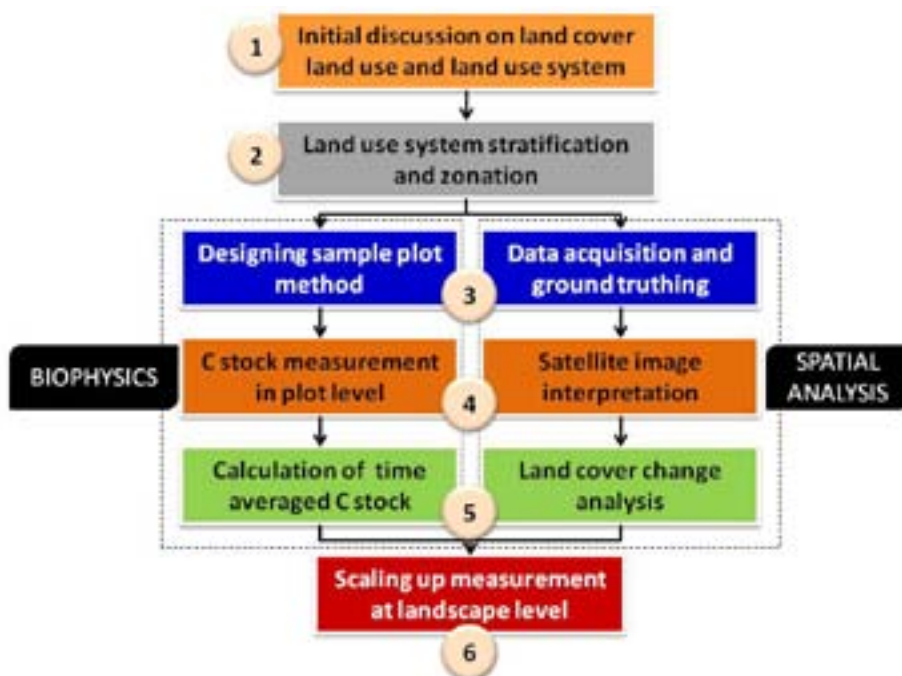 1
Initial discussion on land cover
land use and land use system
2
Land use system stratification
and zonation
Designing sample plot
method
Data acquisition and
ground truthing
3
BIOPHYSICS
C stock measurement
in plot level
Satellite image
interpretation
SPATIAL
ANALYSIS
4
Calculation of time
averaged C stock
Land cover change
analysis
5
Scaling up measurement
at landscape level
6